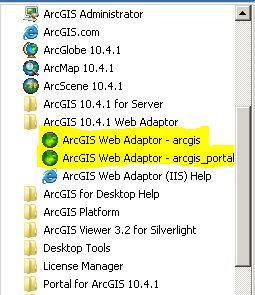 ArcGIS Administrator
ArcGIS.com
ArcGlobe 10.4.1
ArcMap 10.4.1
ArcScene 10.4.1
ArcGIS 10.4.1 for Server
ArcGIS 10.4.1 Web Adaptor
ArcGIS Web Adaptor - arcgis
ArcGIS Web Adaptor - arcgis_portal
ArcGIS Web Adaptor (IIS) Help
ArcGIS for Desktop Help
ArcGIS Platform
ArcGIS Viewer 3.2 for Silverlight
Desktop Tools
License Manager
Portal for ArcGIS 10.4.1